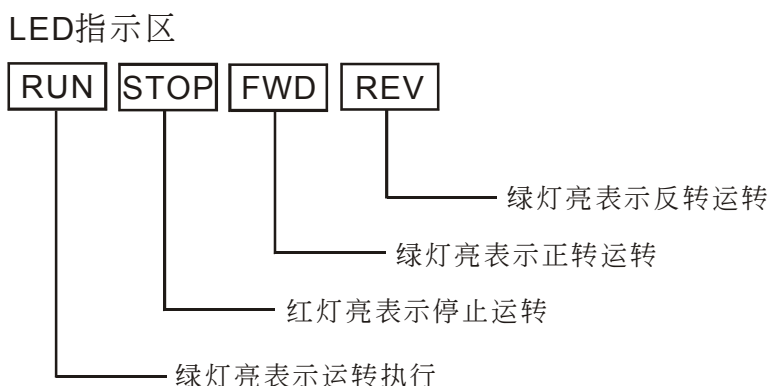 LED指示区
RUN STOP FWD REV
绿灯亮表示反转运转
绿灯亮表示正转运转
红灯亮表示停止运转
绿灯亮表示运转执行